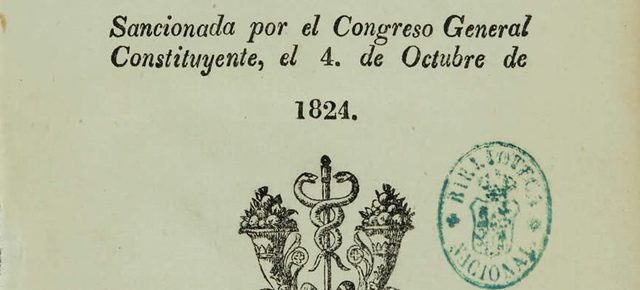 Sancionada por el Congreso General
Constituyente, el 4. de Octubre de
1824.
BIBLIOTECA
NACIONAL